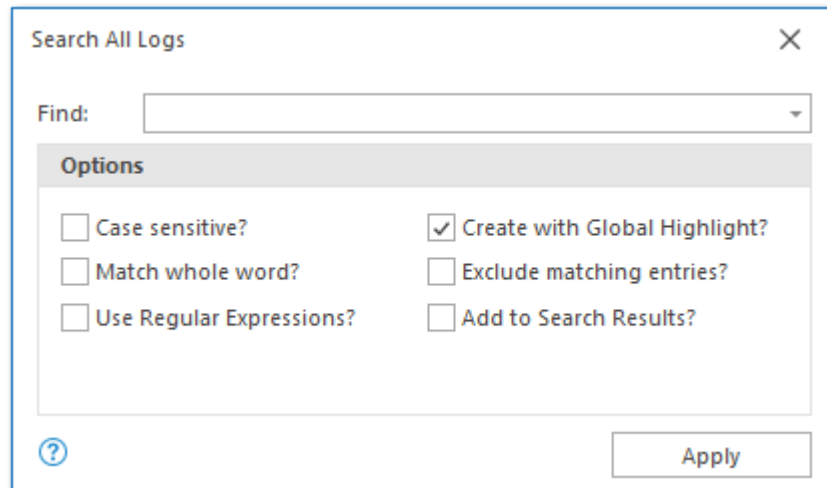 Search All Logs
Find:
Options
Case sensitive?
Create with Global Highlight?
Match whole word?
Exclude matching entries?
Use Regular Expressions?
Add to Search Results?
?
Apply